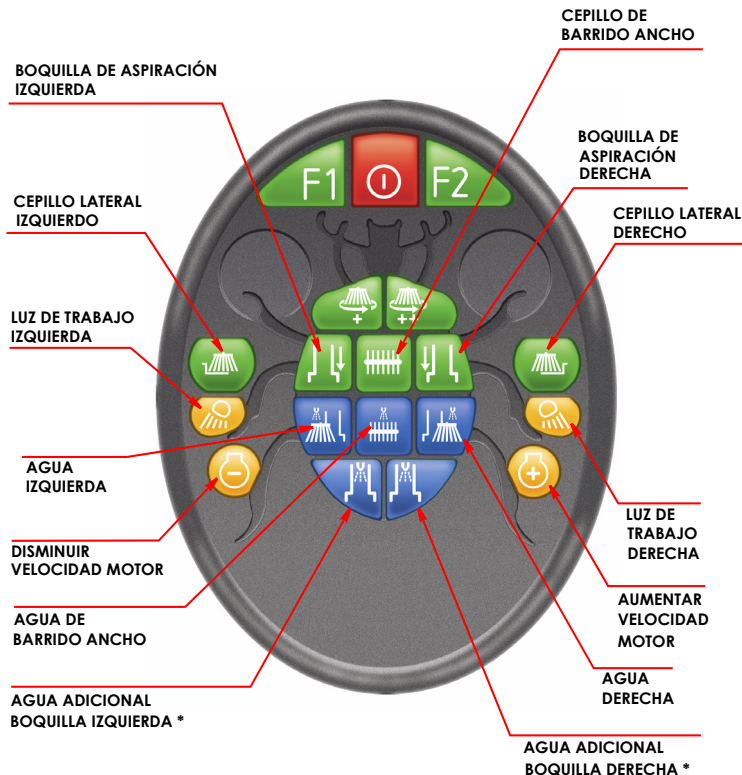 CEPILLO DE
BARRIDO ANCHO
BOQUILLA DE ASPIRACIÓN
IZQUIERDA
BOQUILLA DE
ASPIRACIÓN
DERECHA
F1
F2
CEPILLO LATERAL
IZQUIERDO
CEPILLO LATERAL
DERECHO
+
++
LUZ DE TRABAJO
IZQUIERDA
AGUA
IZQUIERDA
DISMINUIR
VELOCIDAD MOTOR
LUZ DE
TRABAJO
DERECHA
AGUA DE
BARRIDO ANCHO
AUMENTAR
VELOCIDAD
MOTOR
AGUA
DERECHA
AGUA ADICIONAL
BOQUILLA IZQUIERDA *
AGUA ADICIONAL
BOQUILLA DERECHA *